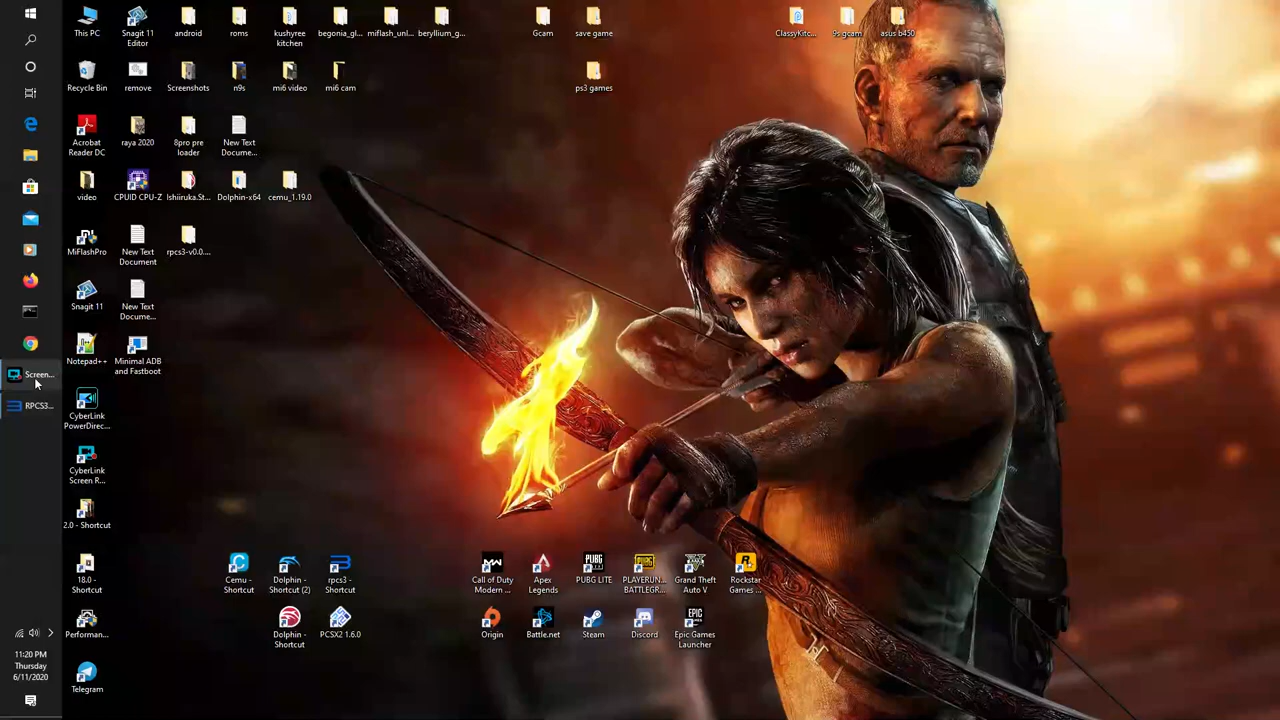 This PC
Snagit 11
Editor
android
roms
kushyree
kitchen
begonia_gl...
miflash_unl...
beryllium_g...
Gcam
save game
ClassyKitc...
9s gcam
asus b450
Recycle Bin
remove
Screenshots
n9s
mi6 video
mi6 cam
ps3 games
Acrobat
Reader DC
raya 2020
8pro pre
loader
New Text
Docume...
video
CPUID CPU-Z
Ishiiruka.St...
Dolphin-x64
cemu_1.19.0
MiFlashPro
New Text
Document
rpcs3-v0.0....
Snagit 11
New Text
Docume...
Notepad++
Minimal ADB
and Fastboot
Screen...
RPCS3...
CyberLink
PowerDirec...
CyberLink
Screen R...
2.0 - Shortcut
18.0 -
Shortcut
Cemu -
Shortcut
Dolphin -
Shortcut (2)
rpcs3 -
Shortcut
Call of Duty
Modern ...
Apex
Legends
PUBG LITE
PLAYERUN...
BATTLEGR...
Grand Theft
Auto V
Rockstar
Games ...
Performan...
Dolphin -
Shortcut
PCSX2 1.6.0
Origin
Battle.net
Steam
Discord
Epic Games
Launcher
Telegram
11:20 PM
Thursday
6/11/2020